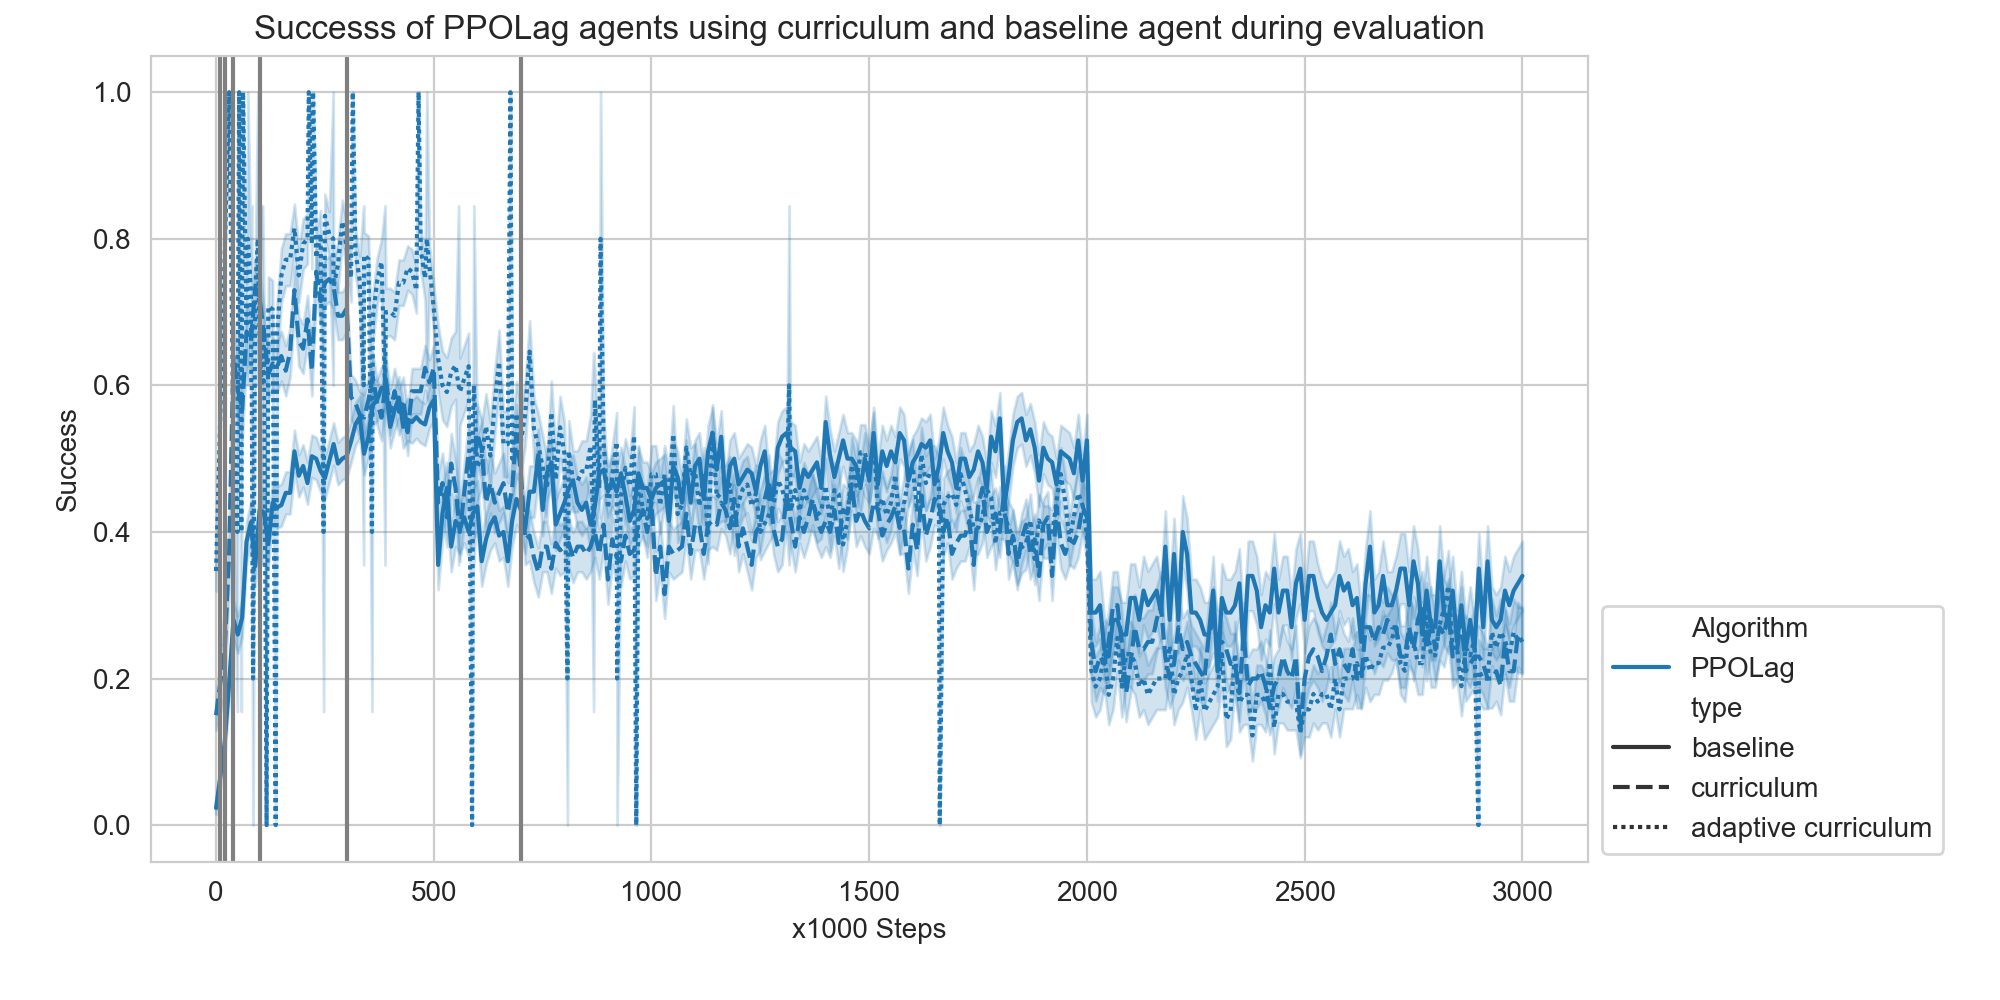 Successs of PPOLag agents using curriculum and baseline agent during evaluation
1.0
0.8
0.6
0.4
0.2
0.0
Success
0 500 1000 1500 2000 2500 3000
x1000 Steps
Algorithm
PPOLag
type
baseline
curriculum
adaptive curriculum